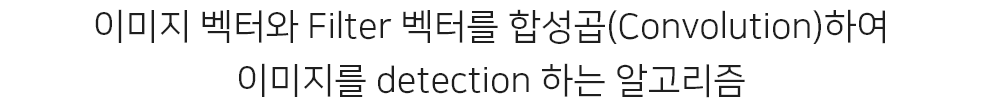 이미지 벡터와 Filter 벡터를 합성곱(Convolution)하여
이미지를 detection 하는 알고리즘